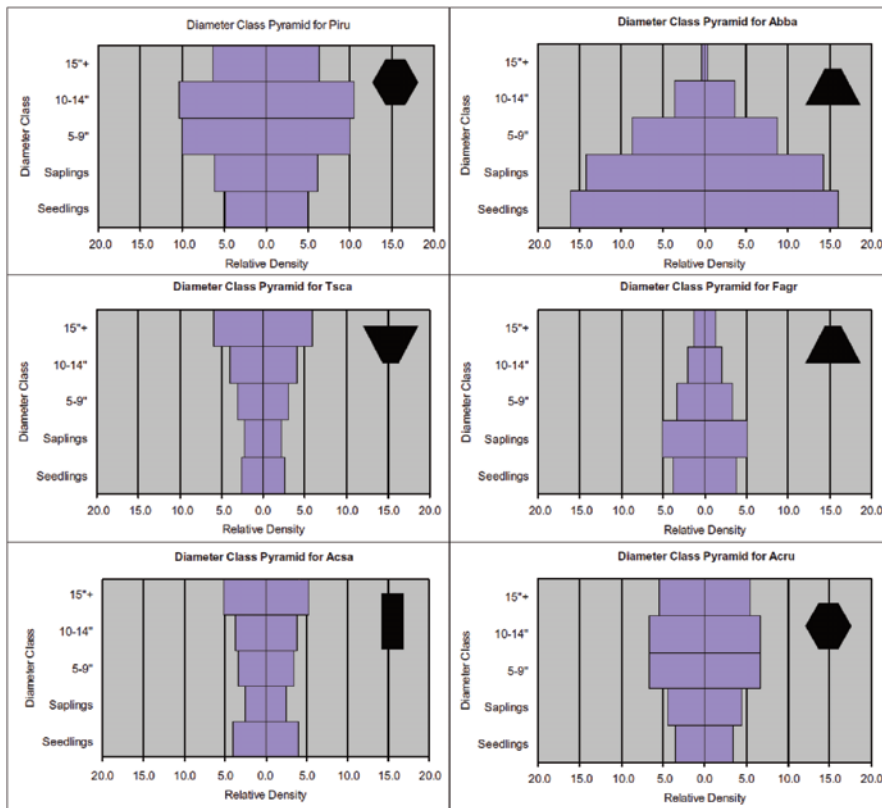 Diameter Class Pyramid for Piru
Diameter Class
15"+
10-14"
5-9"
Saplings
Seedlings
20.0 15.0 10.0 5.0 0.0 5.0 10.0 15.0 20.0
Relative Density
Diameter Class Pyramid for Abba
Diameter Class
15"+
10-14"
5-9"
Saplings
Seedlings
20.0 15.0 10.0 5.0 0.0 5.0 10.0 15.0 20.0
Relative Density
Diameter Class Pyramid for Tsca
Diameter Class
15"+
10-14"
5-9"
Saplings
Seedlings
20.0 15.0 10.0 5.0 0.0 5.0 10.0 15.0 20.0
Relative Density
Diameter Class Pyramid for Fagr
Diameter Class
15"+
10-14"
5-9"
Saplings
Seedlings
20.0 15.0 10.0 5.0 0.0 5.0 10.0 15.0 20.0
Relative Density
Diameter Class Pyramid for Acsa
Diameter Class
15"+
10-14"
5-9"
Saplings
Seedlings
20.0 15.0 10.0 5.0 0.0 5.0 10.0 15.0 20.0
Relative Density
Diameter Class Pyramid for Acru
Diameter Class
15"+
10-14"
5-9"
Saplings
Seedlings
20.0 15.0 10.0 5.0 0.0 5.0 10.0 15.0 20.0
Relative Density